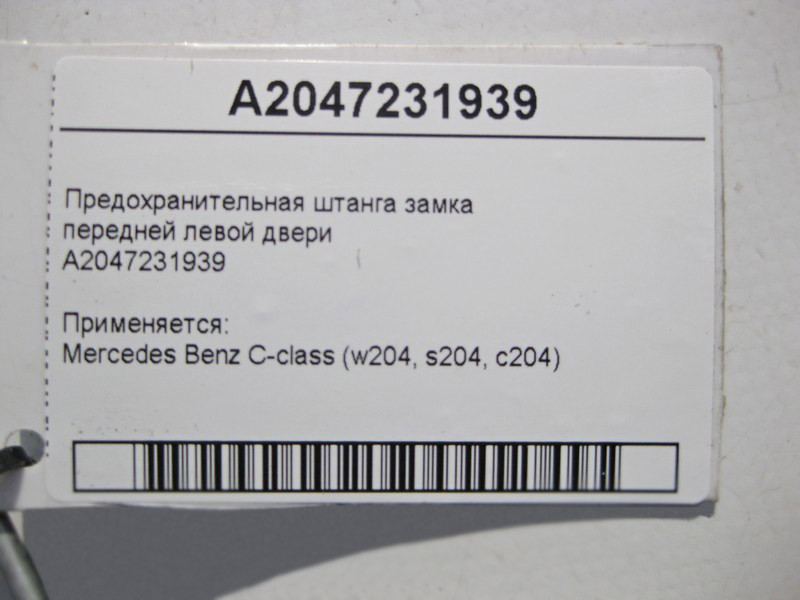 A2047231939
Предохранительная штанга замка
передней левой двери
A2047231939
Применяется:
Mercedes Benz C-class (w204, s204, c204)